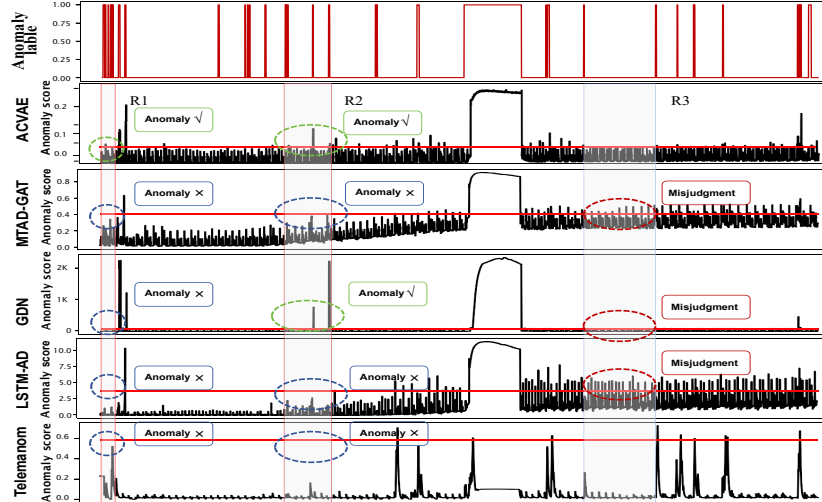 Anomaly
lable
1.00
0.75
0.50
0.25
0.00
R1
R2
R3
ACVAE
Anomaly score
0.2
0.1
0.0
Anomaly √
Anomaly √
MTAD-GAT
Anomaly score
0.8
0.6
0.4
0.2
0.0
Anomaly ×
Anomaly ×
Misjudgment
GDN
Anomaly score
2K
1K
0
Anomaly ×
Anomaly √
Misjudgment
LSTM-AD
Anomaly score
10.0
7.5
5.0
2.5
0.0
Anomaly ×
Anomaly ×
Misjudgment
Telemanom
Anomaly score
0.6
0.4
0.2
0.0
Anomaly ×
Anomaly ×